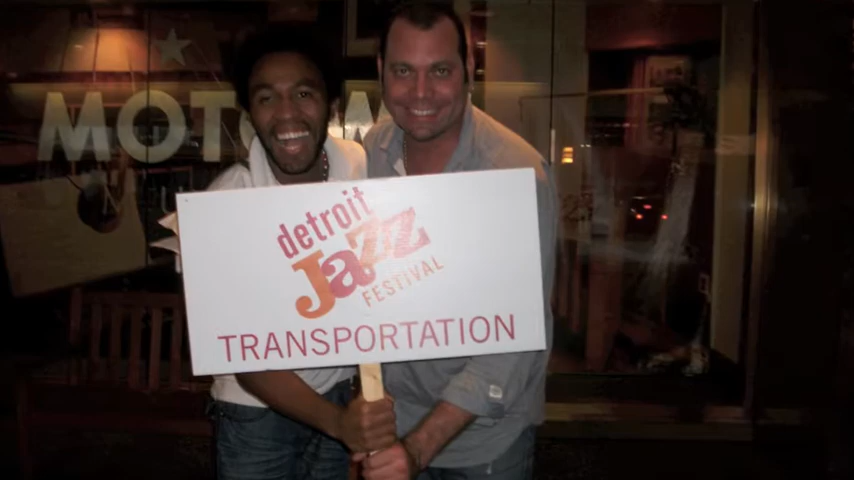 MOTO
detroit
Jazz
FESTIVAL
TRANSPORTATION